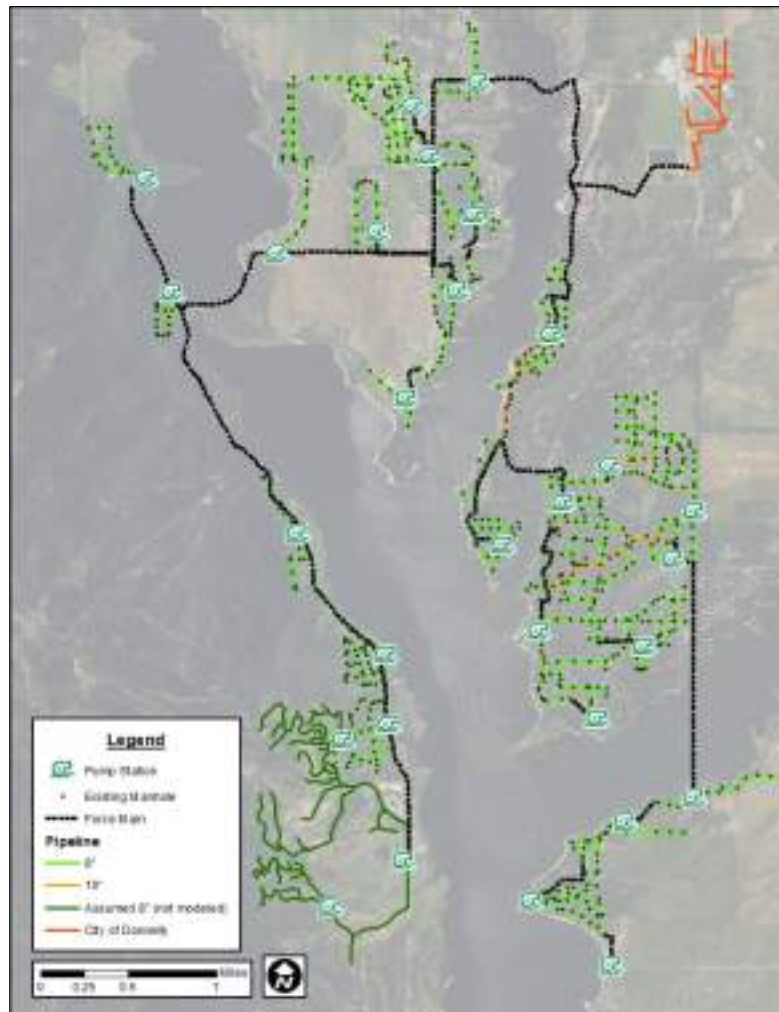 Legend
Pump Station
Existing Manhole
Force Main
Pipeline
8"
10"
Assumed 8" (not modeled)
City of Donnelly
Miles
0 0.25 0.5 1
N